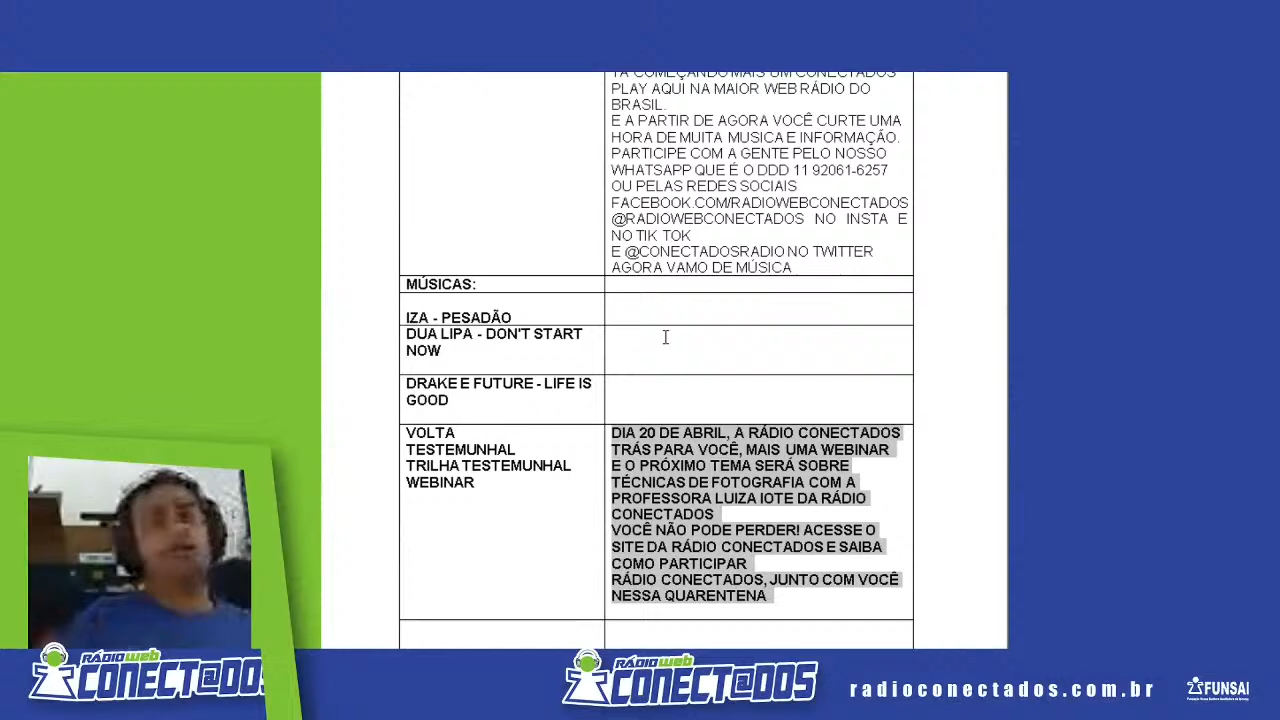 TÁ COMEÇANDO MAIS UM CONECTADOS
PLAY AQUI NA MAIOR WEB RÁDIO DO
BRASIL.
E A PARTIR DE AGORA VOCÊ CURTE UMA
HORA DE MUITA MUSICA E INFORMAÇÃO.
PARTICIPE COM A GENTE PELO NOSSO
WHATSAPP QUE É O DDD 11 92061-6257
OU PELAS REDES SOCIAIS
FACEBOOK.COM/RADIOWEBCONECTADOS
@RADIOWEBCONECTADOS NO INSTA E
NO TIK TOK
E @CONECTADOSRADIO NO TWITTER
AGORA VAMO DE MÚSICA
MÚSICAS:
IZA - PESADÃO
DUA LIPA - DON'T START
NOW
DRAKE E FUTURE - LIFE IS
GOOD
VOLTA
TESTEMUNHAL
TRILHA TESTEMUNHAL
WEBINAR
DIA 20 DE ABRIL, A RÁDIO CONECTADOS
TRÁS PARA VOCÊ, MAIS UMA WEBINAR
E O PRÓXIMO TEMA SERÁ SOBRE
TÉCNICAS DE FOTOGRAFIA COM A
PROFESSORA LUIZA IOTE DA RÁDIO
CONECTADOS
VOCÊ NÃO PODE PERDER! ACESSE O
SITE DA RÁDIO CONECTADOS E SAIBA
COMO PARTICIPAR
RÁDIO CONECTADOS, JUNTO COM VOCÊ
NESSA QUARENTENA
RÁDIO web
CONECT@DOS
RÁDIO web
CONECT@DOS
radioconectados.com.br
FUNSAI